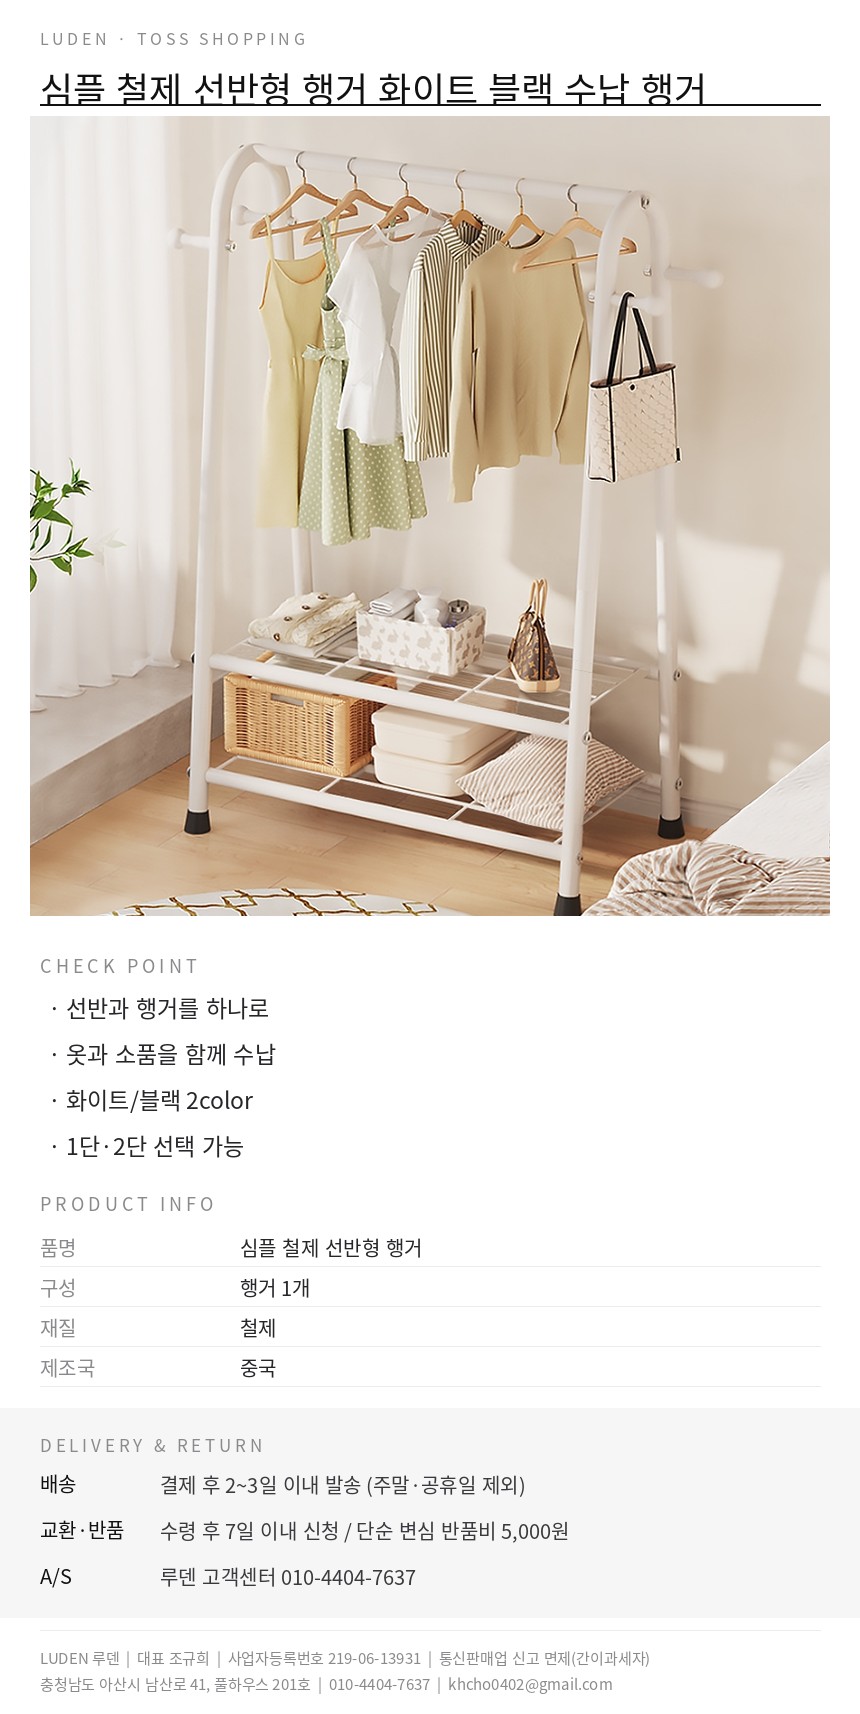 LUDEN · TOSS SHOPPING
심플 철제 선반형 행거 화이트 블랙 수납 행거
CHECK POINT
· 선반과 행거를 하나로
· 옷과 소품을 함께 수납
· 화이트/블랙 2color
· 1단·2단 선택 가능
PRODUCT INFO
품명 심플 철제 선반형 행거
구성 행거 1개
재질 철제
제조국 중국
DELIVERY & RETURN
배송 결제 후 2~3일 이내 발송 (주말·공휴일 제외)
교환·반품 수령 후 7일 이내 신청 / 단순 변심 반품비 5,000원
A/S 루덴 고객센터 010-4404-7637
LUDEN 루덴 | 대표 조규희 | 사업자등록번호 219-06-13931 | 통신판매업 신고 면제(간이과세자)
충청남도 아산시 남산로 41, 풀하우스 201호 | 010-4404-7637 | khcho0402@gmail.com